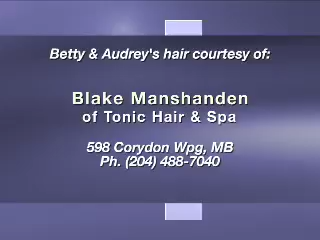 Betty & Audrey's hair courtesy of:
Blake Manshanden
of Tonic Hair & Spa
598 Corydon Wpg, MB
Ph. (204) 488-7040